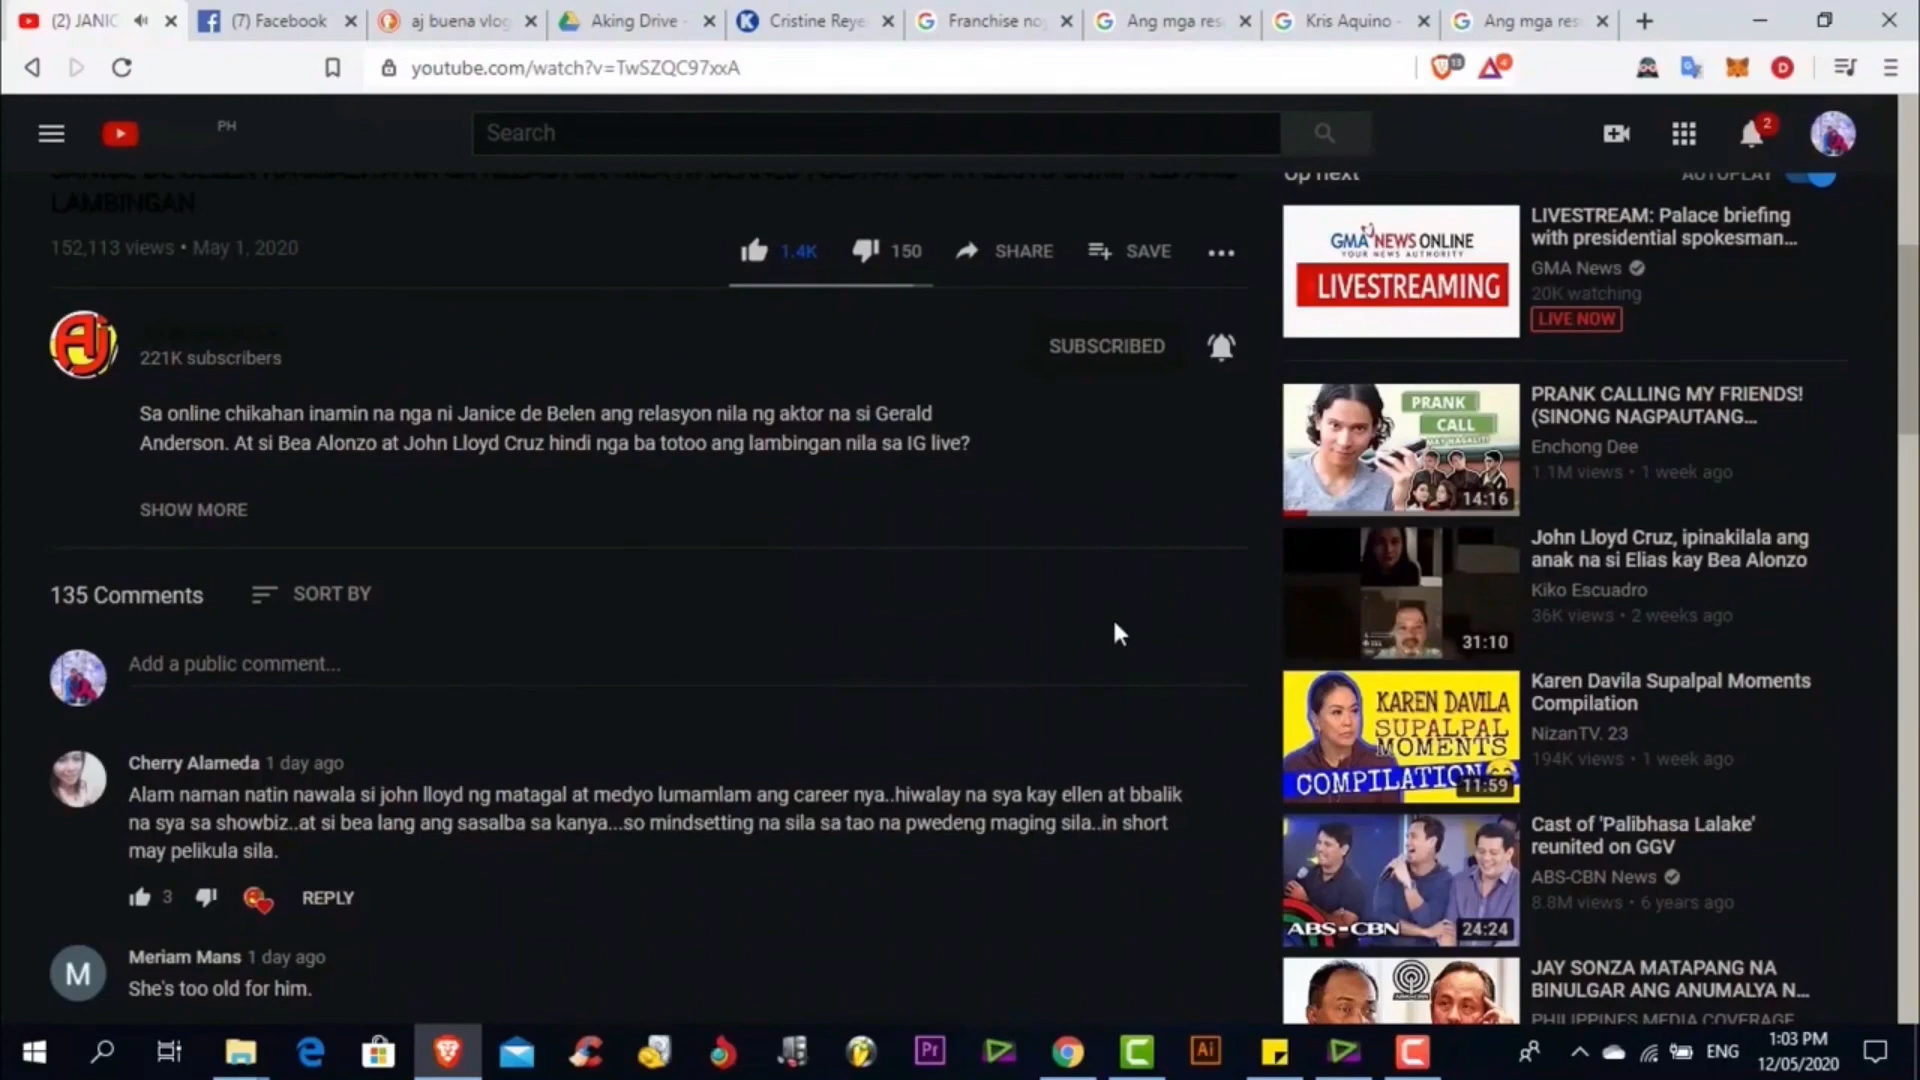 (2) JANIC
(7) Facebook
aj buena vlog
Aking Drive -
Cristine Reye
Franchise no
Ang mga res
Kris Aquino -
Ang mga res
youtube.com/watch?v=TwSZQC97xxA
13
4
PH
Search
2
LAMBINGAN
152,113 views • May 1, 2020
1.4K
150
SHARE
SAVE
Aj
221K subscribers
SUBSCRIBED
Sa online chikahan inamin na nga ni Janice de Belen ang relasyon nila ng aktor na si Gerald
Anderson. At si Bea Alonzo at John Lloyd Cruz hindi nga ba totoo ang lambingan nila sa IG live?
SHOW MORE
135 Comments
SORT BY
Add a public comment...
Cherry Alameda 1 day ago
Alam naman natin nawala si john lloyd ng matagal at medyo lumamlam ang career nya..hiwalay na sya kay ellen at bbalik
na sya sa showbiz..at si bea lang ang sasalba sa kanya...so mindsetting na sila sa tao na pwedeng maging sila..in short
may pelikula sila.
3
REPLY
M
Meriam Mans 1 day ago
She's too old for him.
Up next
AUTOPLAY
GMA NEWS ONLINE
YOUR NEWS AUTHORITY
LIVESTREAMING
LIVESTREAM: Palace briefing
with presidential spokesman...
GMA News
20K watching
LIVE NOW
PRANK
CALL
14:16
PRANK CALLING MY FRIENDS!
(SINONG NAGPAUTANG...
Enchong Dee
1.1M views • 1 week ago
31:10
John Lloyd Cruz, ipinakilala ang
anak na si Elias kay Bea Alonzo
Kiko Escuadro
36K views • 2 weeks ago
KAREN DAVILA
SUPALPAL
MOMENTS
COMPILATION
11:59
Karen Davila Supalpal Moments
Compilation
NizanTV. 23
194K views • 1 week ago
ABS-CBN
24:24
Cast of 'Palibhasa Lalake'
reunited on GGV
ABS-CBN News
8.8M views • 6 years ago
JAY SONZA MATAPANG NA
BINULGAR ANG ANUMALYA N...
PHILIPPINES MEDIA COVERAGE
Pr
Ai
ENG
1:03 PM
12/05/2020